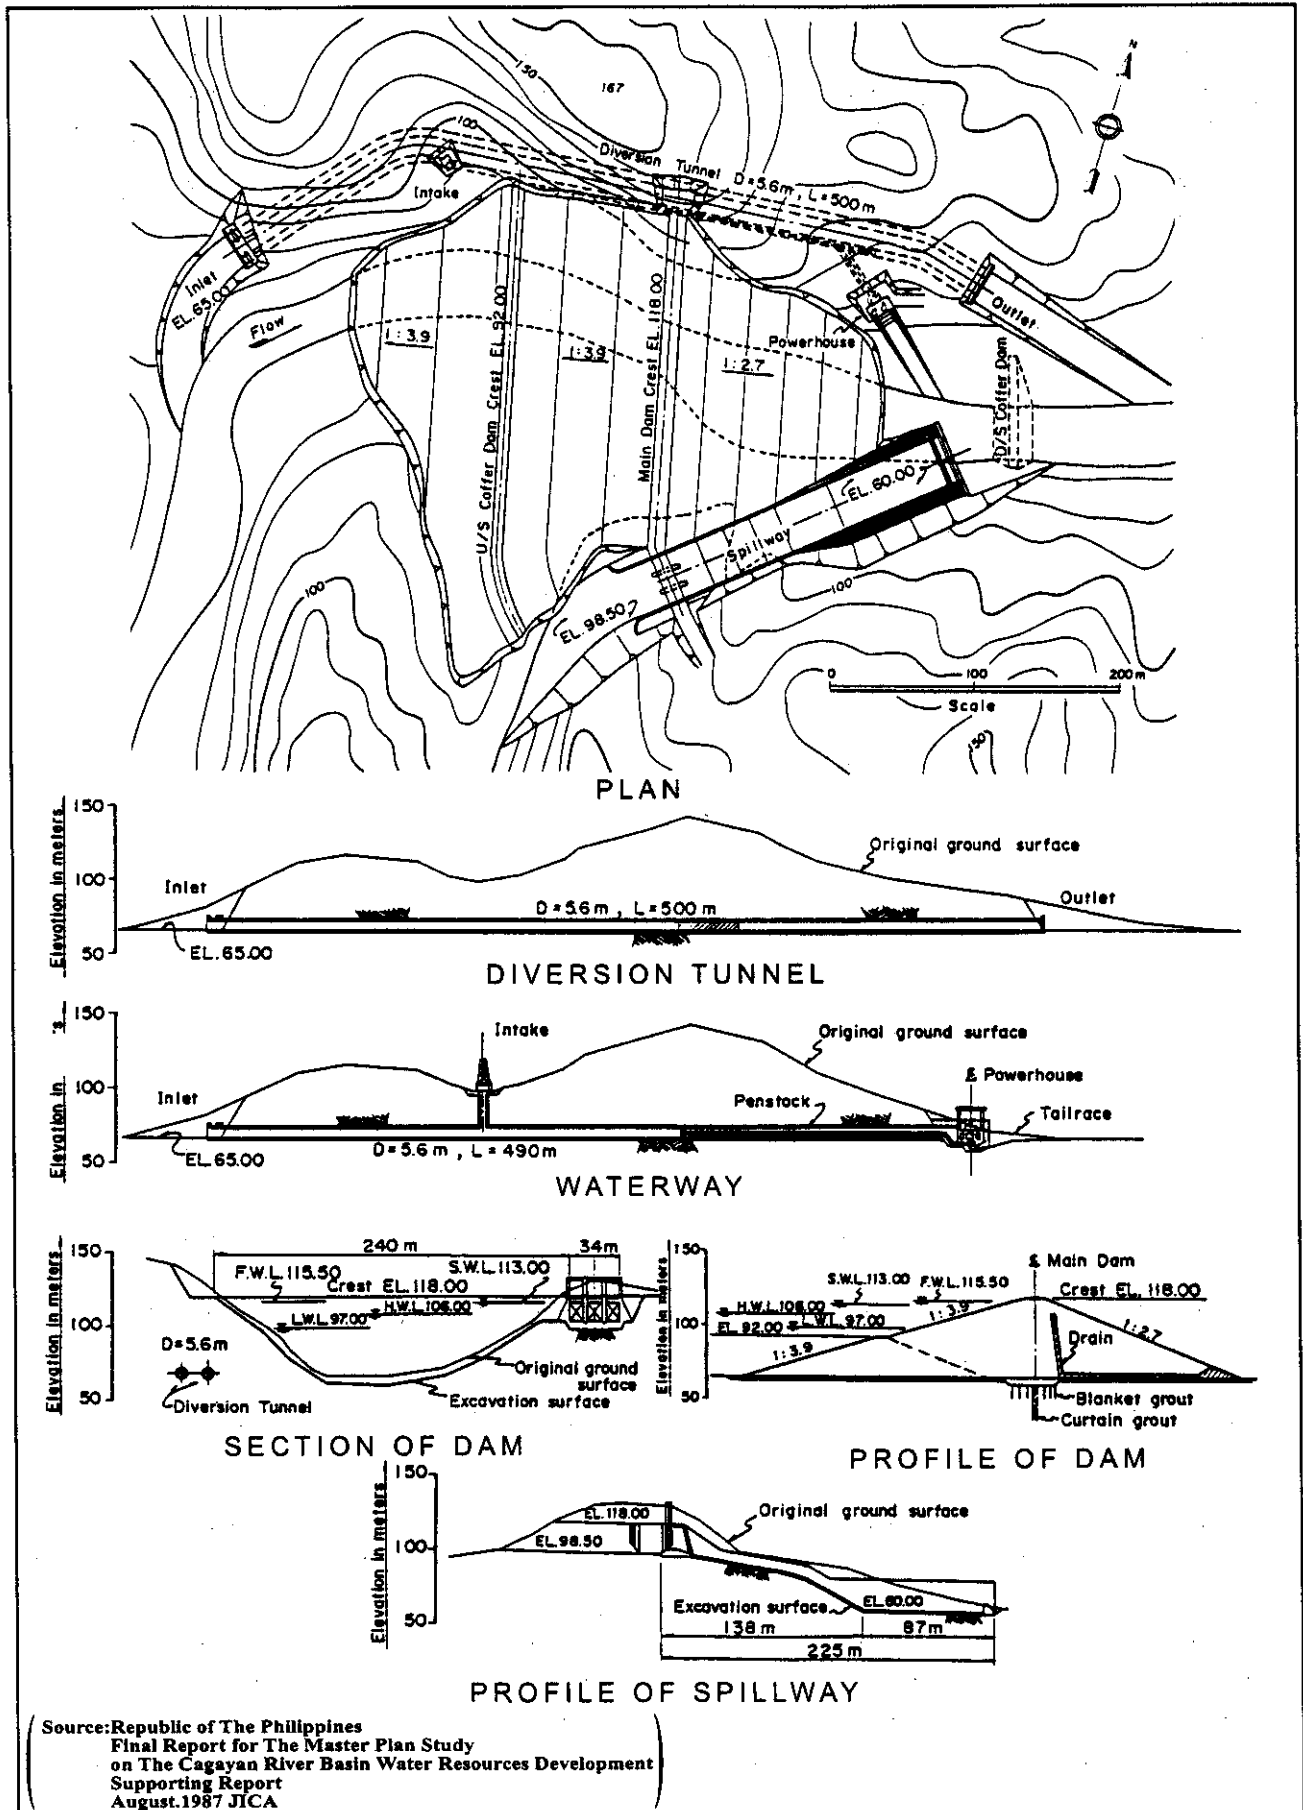 N
150
167
100
Diversion Tunnel D=5.6m, L=500m
Intake
Inlet
EL.65.00
Flow
Outlet
Powerhouse
1:3.9
1:3.9
1:2.7
U/S Coffer Dam Crest EL.92.00
Main Dam Crest EL.118.00
D/S Coffer Dam
EL.60.00
Spillway
EL.98.50
100
100
0 100 200m
Scale
150
PLAN
Elevation in meters
150
100
50
Inlet
Original ground surface
Outlet
D=5.6m, L=500 m
EL.65.00
DIVERSION TUNNEL
Elevation in 's
150
100
50
Intake
Original ground surface
Inlet
Penstock
Powerhouse
Tailrace
EL.65.00
D=5.6m, L=490m
WATERWAY
Elevation in meters
150
100
50
240 m
34m
F.W.L.115.50
S.W.L.113.00
Crest EL.118.00
H.W.L.106.00
L.W.L.97.00
D=5.6m
Original ground
surface
Excavation surface
Diversion Tunnel
SECTION OF DAM
Elevation in meters
150
100
50
Main Dam
S.W.L.113.00
F.W.L.115.50
Crest EL.118.00
H.W.L.106.00
EL.92.00
L.W.L.97.00
1:3.9
1:3.9
1:2.7
Drain
Blanket grout
Curtain grout
PROFILE OF DAM
Elevation in meters
150
100
50
EL.118.00
Original ground surface
EL.98.50
Excavation surface
EL.60.00
138m
87m
225m
PROFILE OF SPILLWAY
Source:Republic of The Philippines
Final Report for The Master Plan Study
on The Cagayan River Basin Water Resources Development
Supporting Report
August.1987 JICA